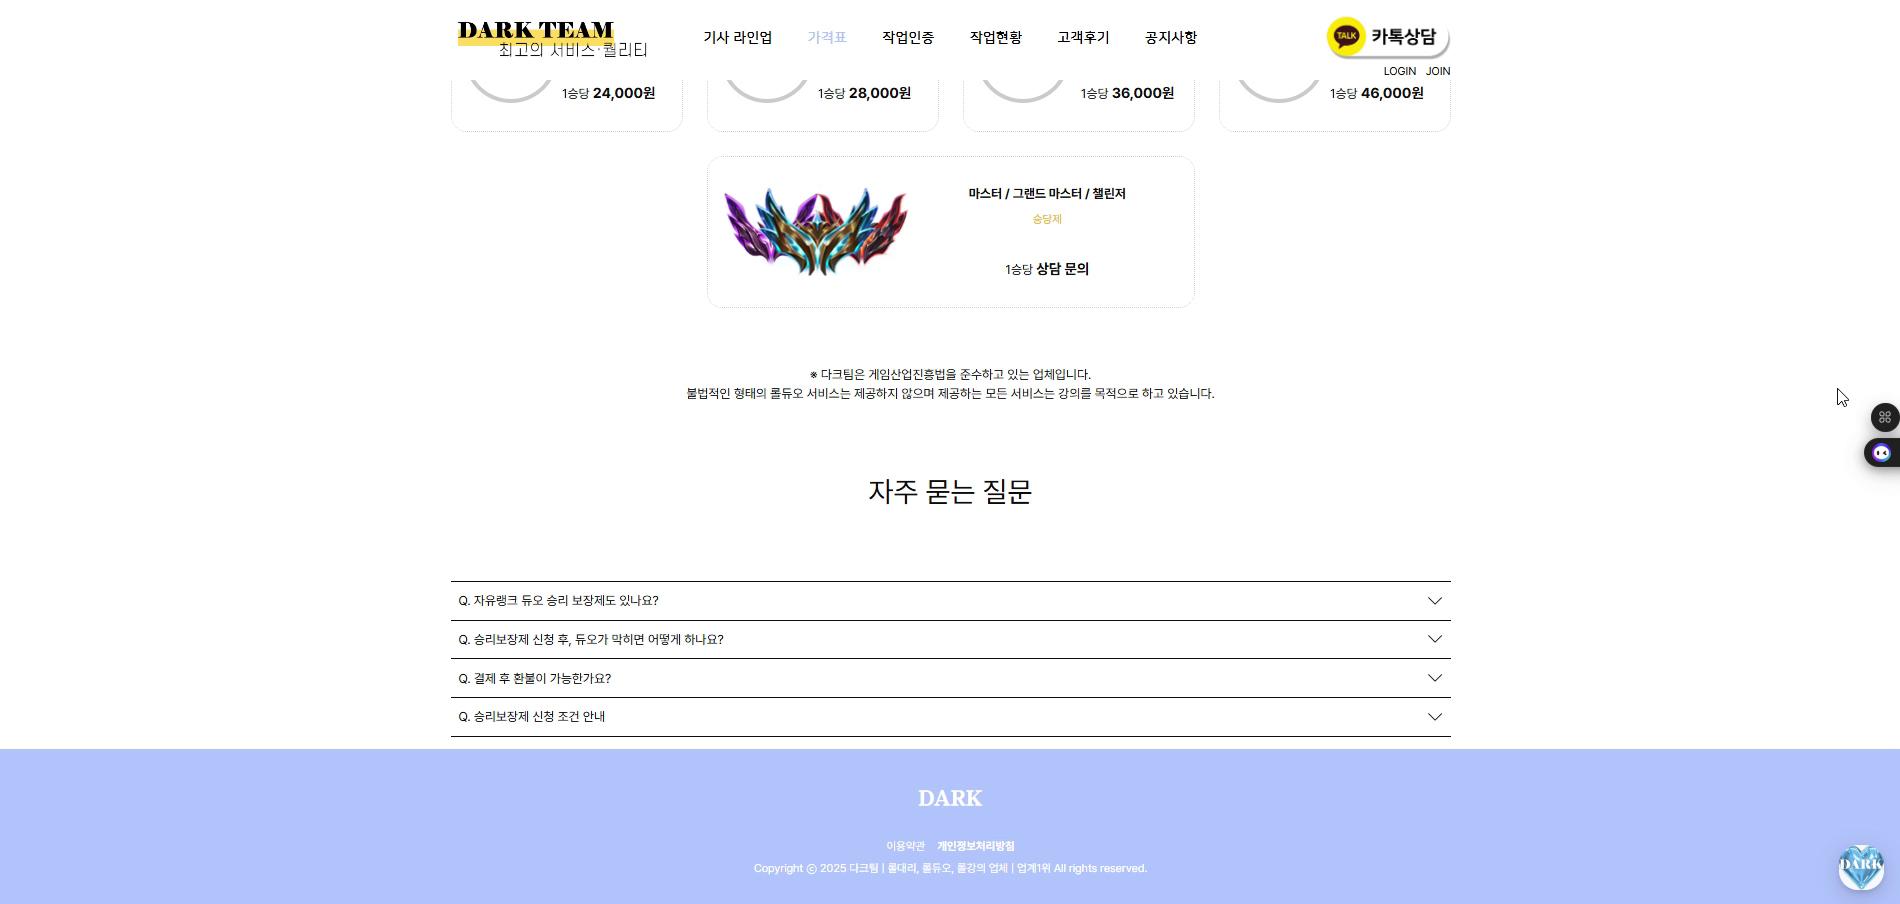 DARK TEAM
최고의 서비스·퀄리티
기사 라인업 가격표 작업인증 작업현황 고객후기 공지사항
TALK 카톡상담
LOGIN JOIN
1승당 24,000원
1승당 28,000원
1승당 36,000원
1승당 46,000원
마스터 / 그랜드 마스터 / 챌린저
승당제
1승당 상담 문의
※ 다크팀은 게임산업진흥법을 준수하고 있는 업체입니다.
불법적인 형태의 롤듀오 서비스는 제공하지 않으며 제공하는 모든 서비스는 강의를 목적으로 하고 있습니다.
자주 묻는 질문
Q. 자유랭크 듀오 승리 보장제도 있나요?
Q. 승리보장제 신청 후, 듀오가 막히면 어떻게 하나요?
Q. 결제 후 환불이 가능한가요?
Q. 승리보장제 신청 조건 안내
DARK
이용약관 개인정보처리방침
Copyright ⓒ 2025 다크팀 | 롤대리, 롤듀오, 롤강의 업체 | 업계1위 All rights reserved.
DARK